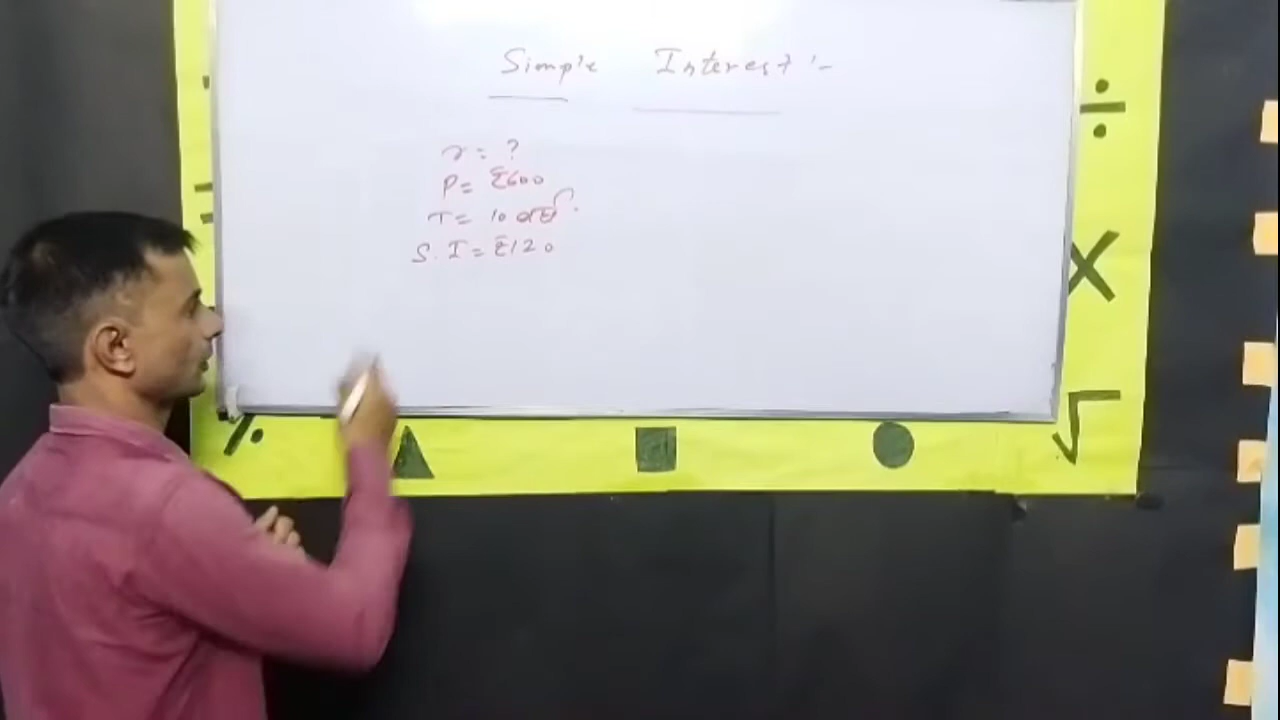 Simple Interest :-
r = ?
P = ₹600
T = 10 वर्ष
S.I = ₹120